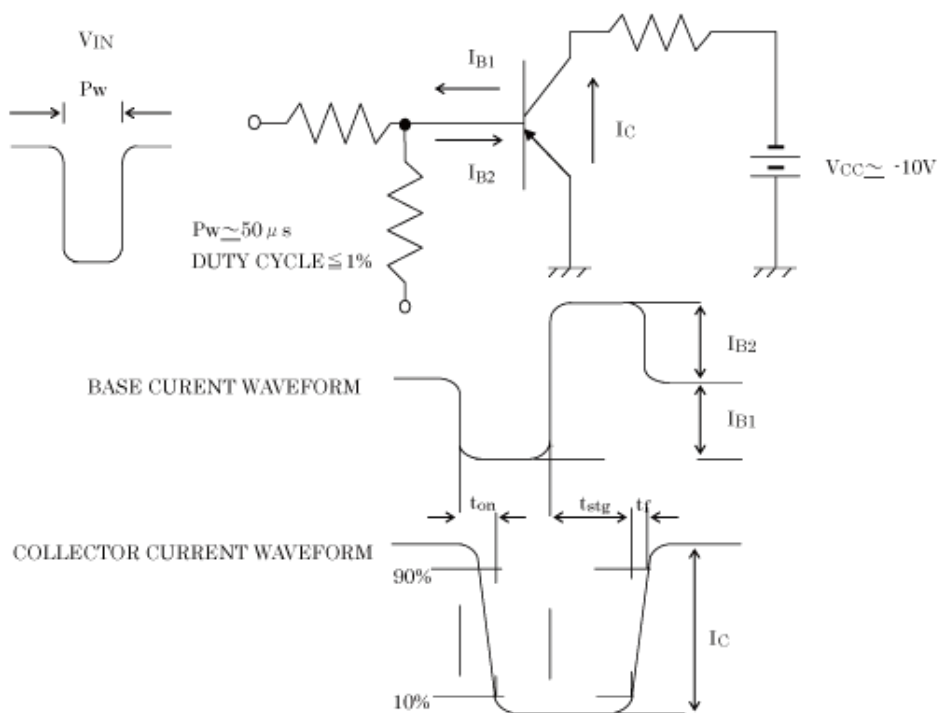 VIN
Pw
IB1
IB2
IC
VCC≃ -10V
Pw≃50μs
DUTY CYCLE≦1%
IB2
BASE CURENT WAVEFORM
IB1
ton
tstg
tf
COLLECTOR CURRENT WAVEFORM
90%
IC
10%